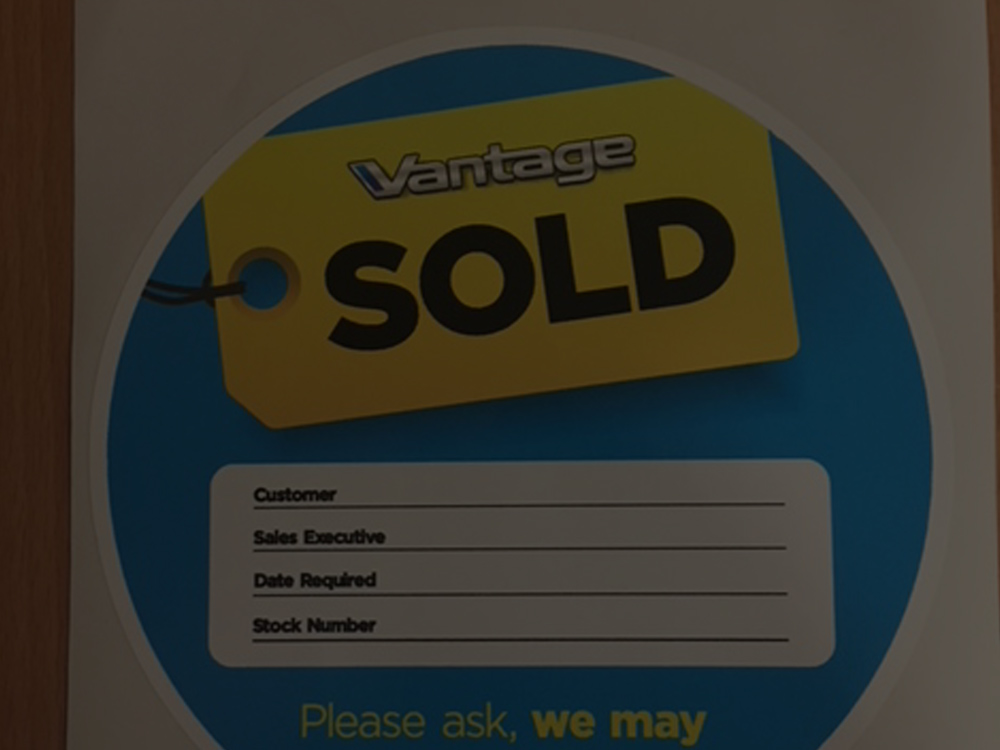 Vantage
SOLD
Customer
Sales Executive
Date Required
Stock Number
Please ask, we may